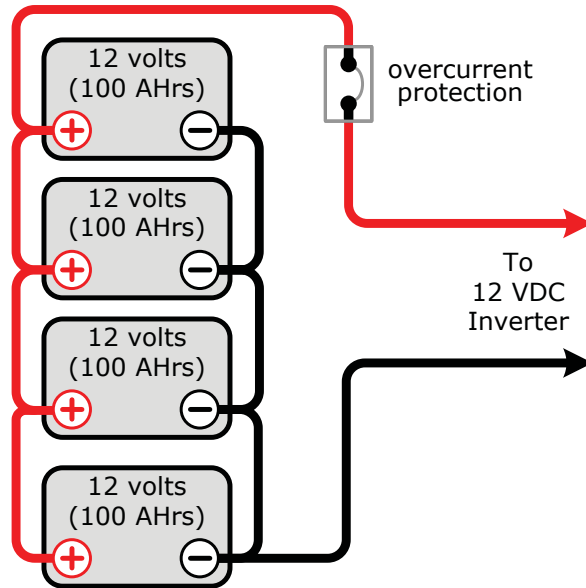 12 volts
(100 AHrs)
overcurrent
protection
12 volts
(100 AHrs)
To
12 VDC
Inverter
12 volts
(100 AHrs)
12 volts
(100 AHrs)